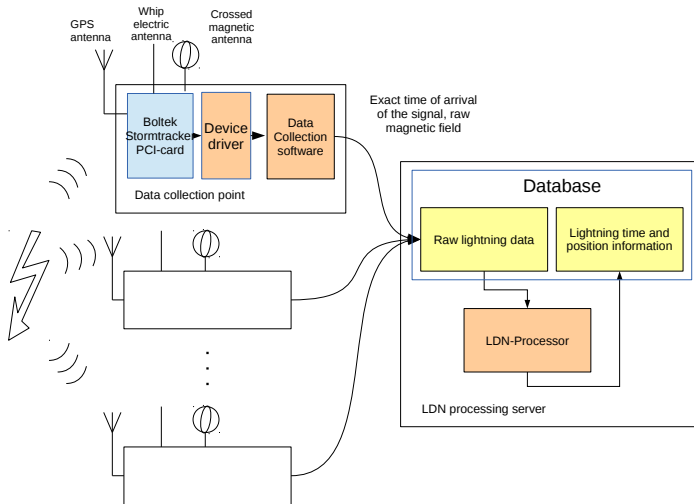 GPS
antenna
Whip
electric
antenna
Crossed
magnetic
antenna
Boltek
Stormtracker
PCI-card
Device
driver
Data
Collection
software
Data collection point
Exact time of arrival
of the signal, raw
magnetic field
Database
Raw lightning data
Lightning time and
position information
LDN-Processor
LDN processing server